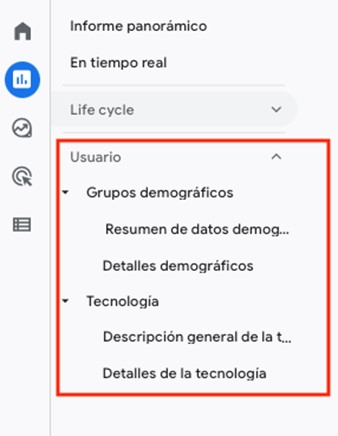 Informe panorámico
En tiempo real
Life cycle
Usuario
Grupos demográficos
Resumen de datos demog...
Detalles demográficos
Tecnología
Descripción general de la t...
Detalles de la tecnología